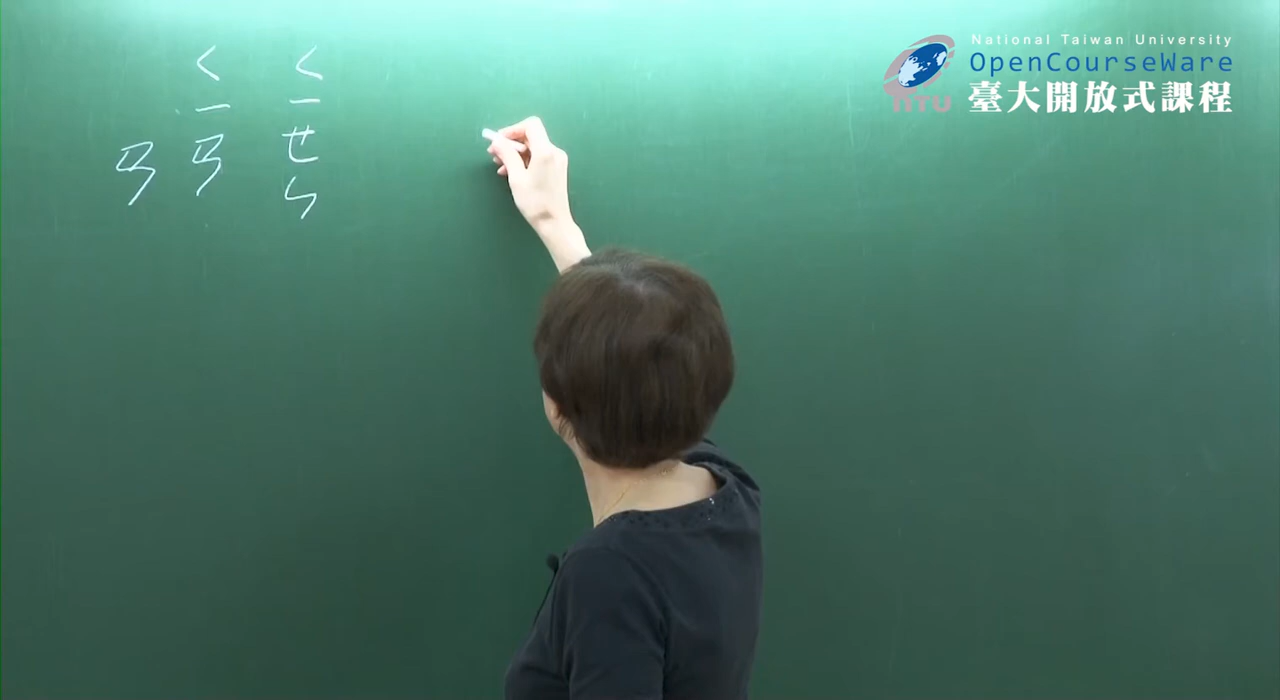 ㄢ
ㄑㄧㄢ
ㄑㄧㄝㄣ
National Taiwan University
OpenCourseWare
臺大開放式課程
NTU